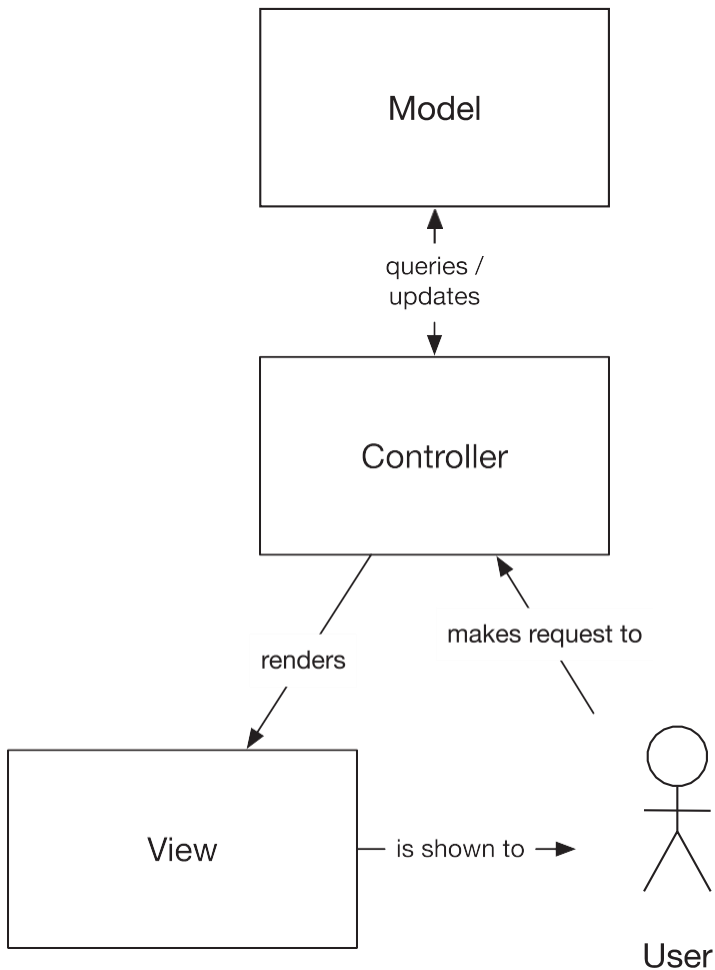 Model
queries /
updates
Controller
makes request to
renders
View
is shown to
User